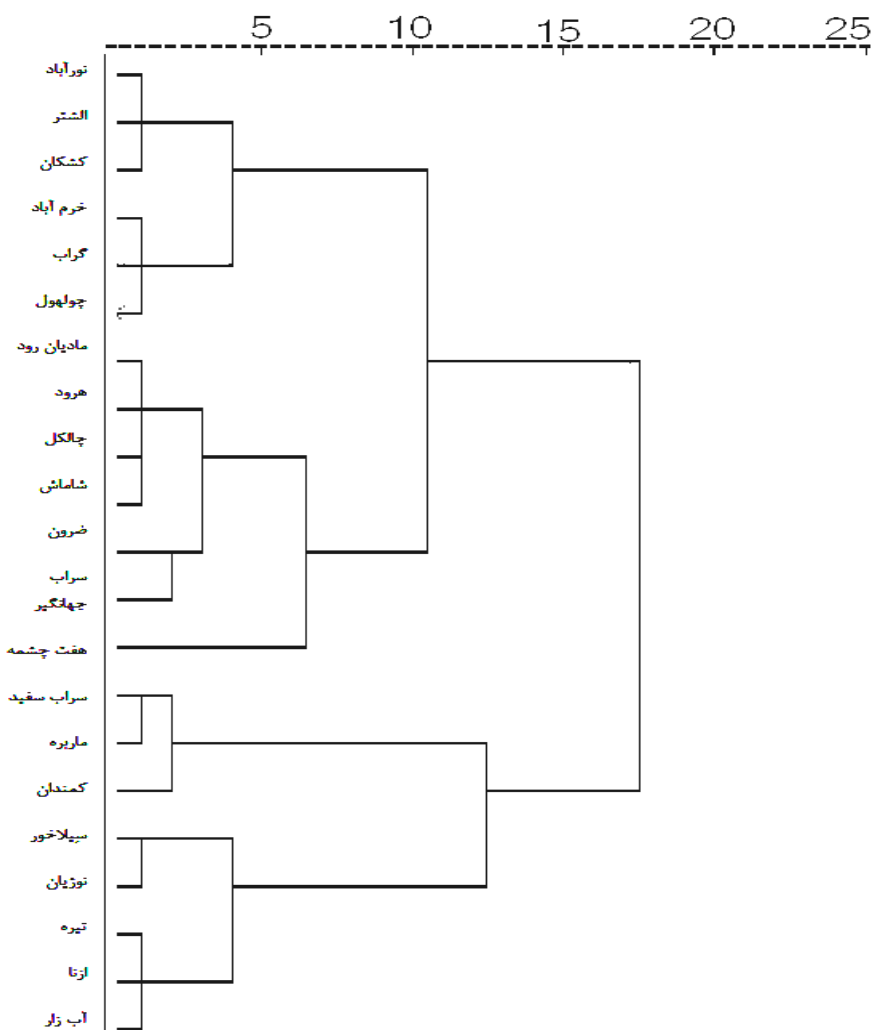 5 10 15 20 25
نورآباد
الشتر
کشکان
خرم آباد
گراب
چولهول
مادیان رود
هرود
چالکل
شاماش
ضرون
سراب
جهانگیر
هفت چشمه
سراب سفید
ماربره
کمندان
سیلاخور
نوژیان
تیره
ازنا
آب زار